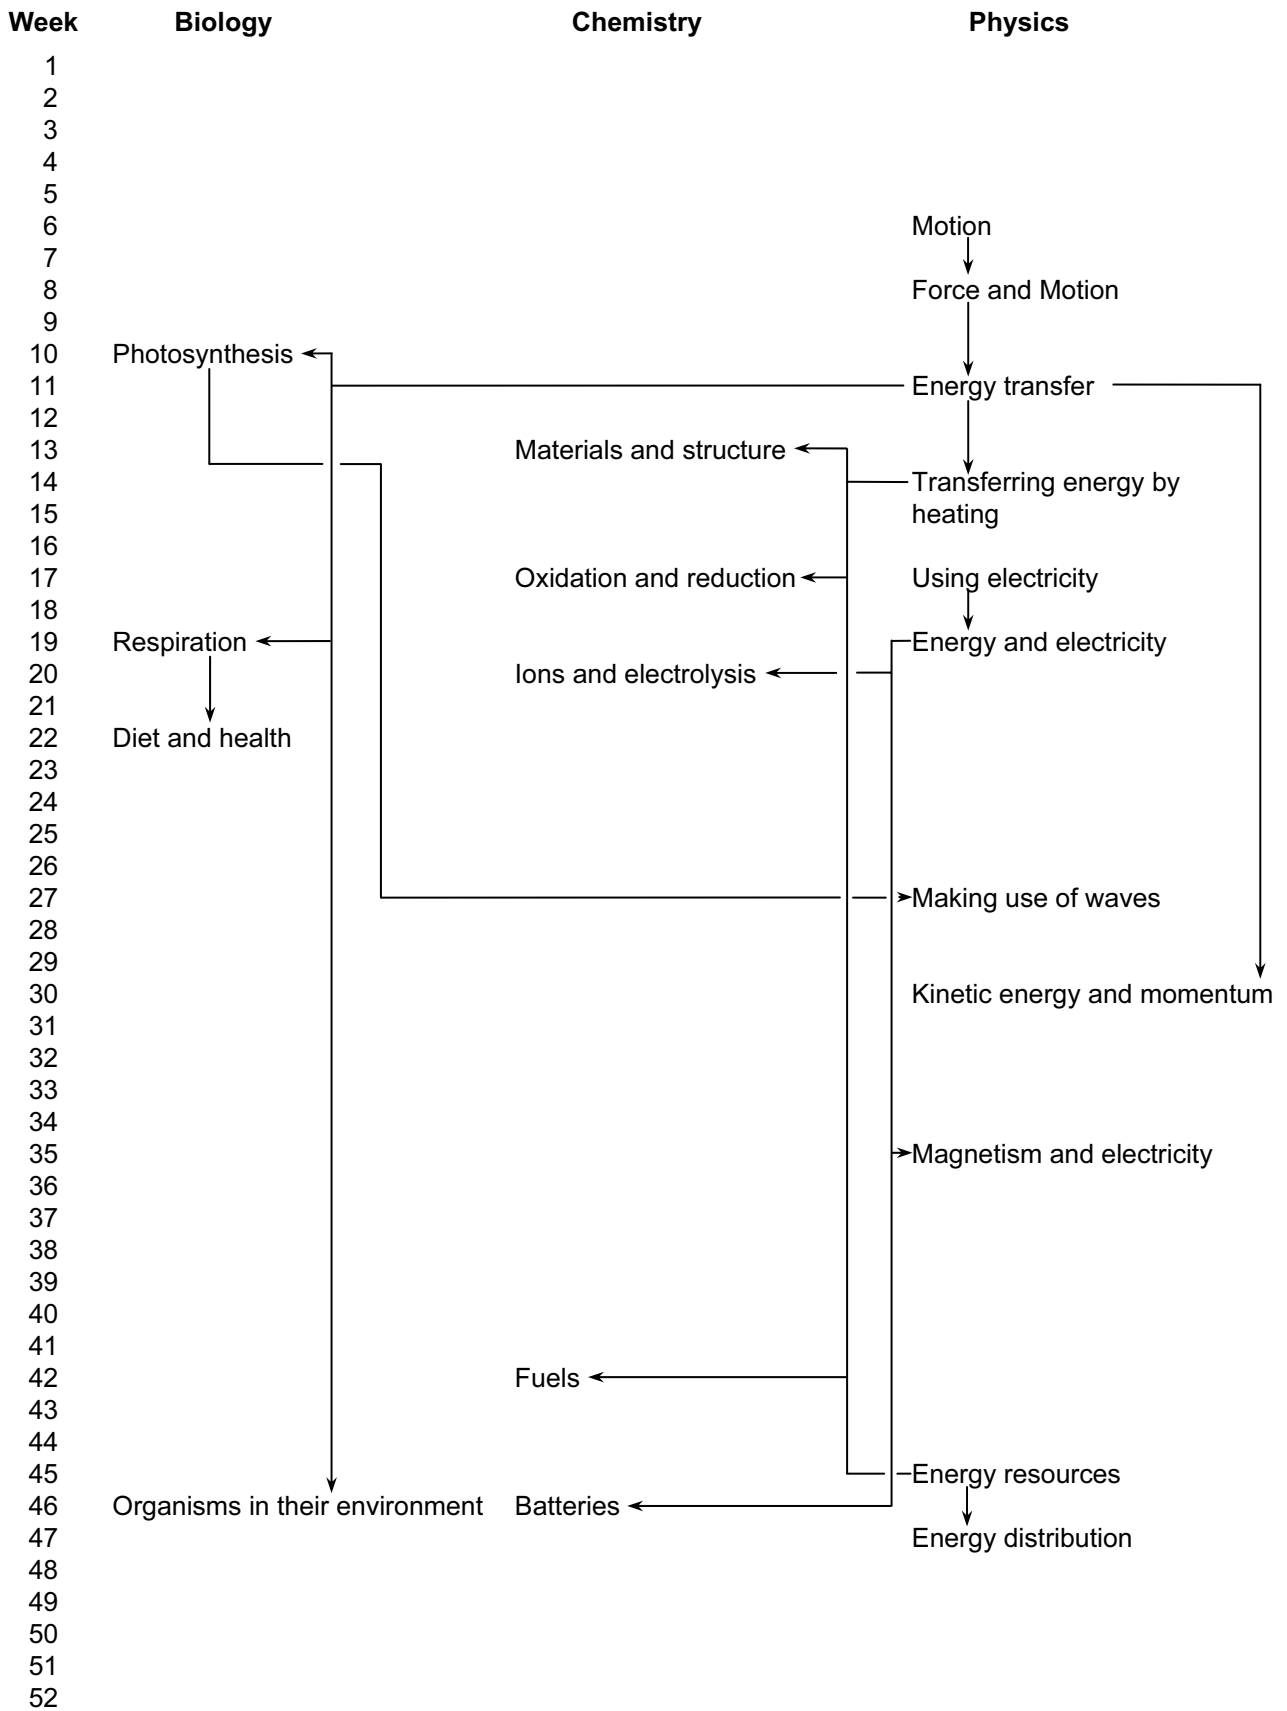 Week Biology Chemistry Physics
1
2
3
4
5
6 Motion
7
8 Force and Motion
9
10 Photosynthesis
11 Energy transfer
12
13 Materials and structure
14 Transferring energy by
15 heating
16
17 Oxidation and reduction Using electricity
18
19 Respiration Energy and electricity
20 Ions and electrolysis
21
22 Diet and health
23
24
25
26
27 Making use of waves
28
29
30 Kinetic energy and momentum
31
32
33
34
35 Magnetism and electricity
36
37
38
39
40
41
42 Fuels
43
44
45 Energy resources
46 Organisms in their environment Batteries
47 Energy distribution
48
49
50
51
52